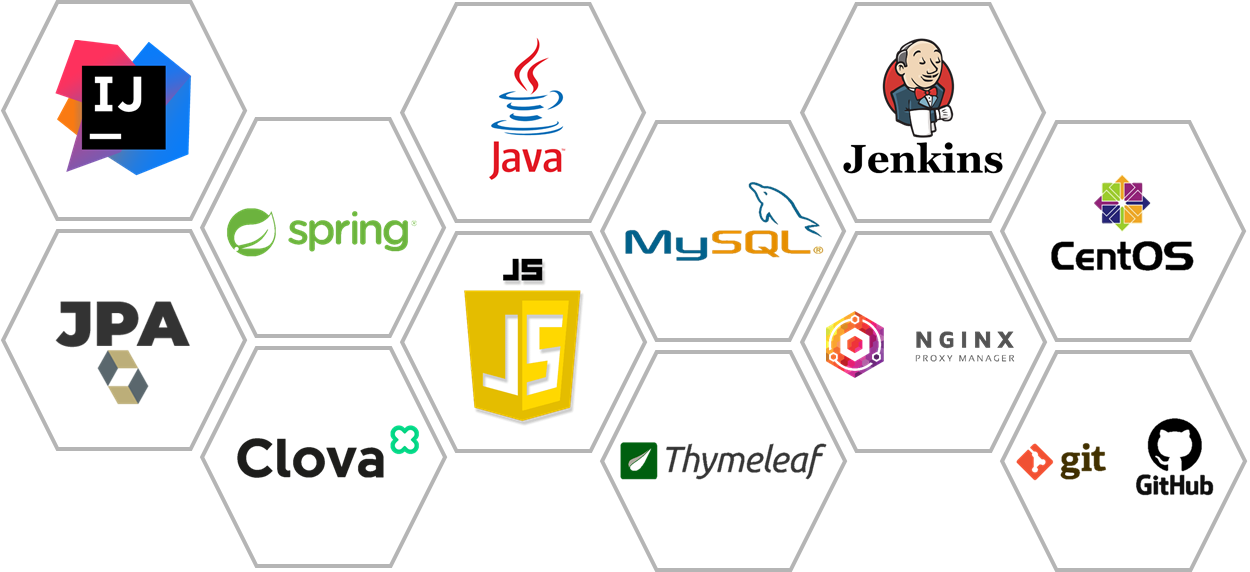 IJ
Java
Jenkins
spring
MySQL®
CentOS
JPA
JS
JS
NGINX
PROXY MANAGER
Clova
Thymeleaf
git
GitHub